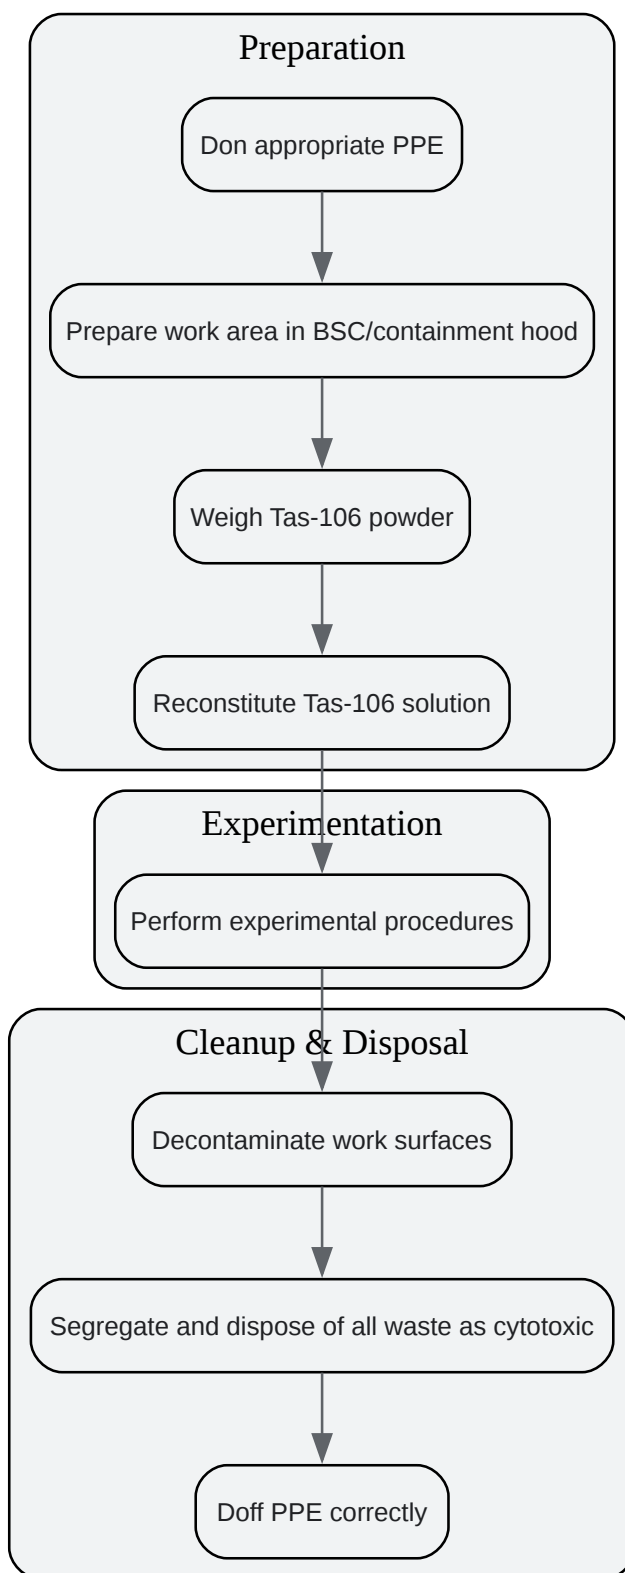 Preparation
Don appropriate PPE
Prepare work area in BSC/containment hood
Weigh Tas-106 powder
Reconstitute Tas-106 solution
Experimentation
Perform experimental procedures
Cleanup & Disposal
Decontaminate work surfaces
Segregate and dispose of all waste as cytotoxic
Doff PPE correctly